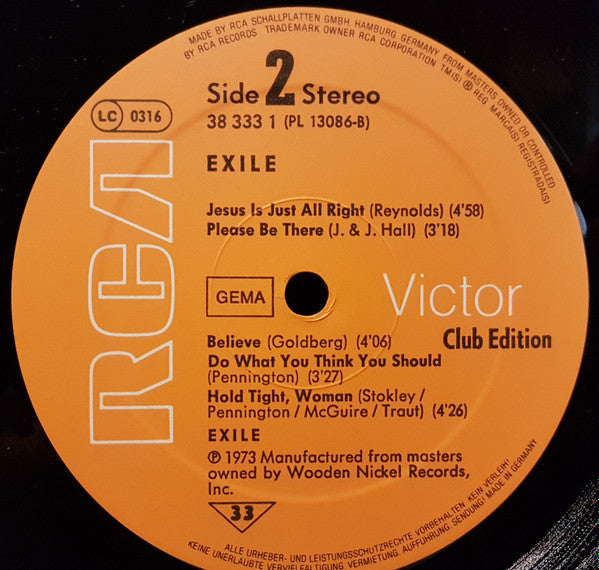 MADE BY RCA SCHALLPLATTEN GMBH HAMBURG GERMANY FROM MASTERS OWNED OR CONTROLLED
BY RCA RECORDS TRADEMARK OWNER RCA CORPORATION TM(S) ® REG MARCA(S) REGISTRADA(S)
Side 2 Stereo
LC 0316
38 333 1 (PL 13086-B)
RCA
EXILE
Jesus Is Just All Right (Reynolds) (4'58)
Please Be There (J. & J. Hall) (3'18)
GEMA
Victor
Club Edition
Believe (Goldberg) (4'06)
Do What You Think You Should
(Pennington) (3'27)
Hold Tight, Woman (Stokley /
Pennington / McGuire / Traut) (4'26)
EXILE
℗ 1973 Manufactured from masters
owned by Wooden Nickel Records,
Inc.
33
ALLE URHEBER- UND LEISTUNGSSCHUTZRECHTE VORBEHALTEN. KEIN VERLEIH!
KEINE UNERLAUBTE VERVIELFÄLTIGUNG, VERMIETUNG, AUFFÜHRUNG, SENDUNG! MADE IN GERMANY